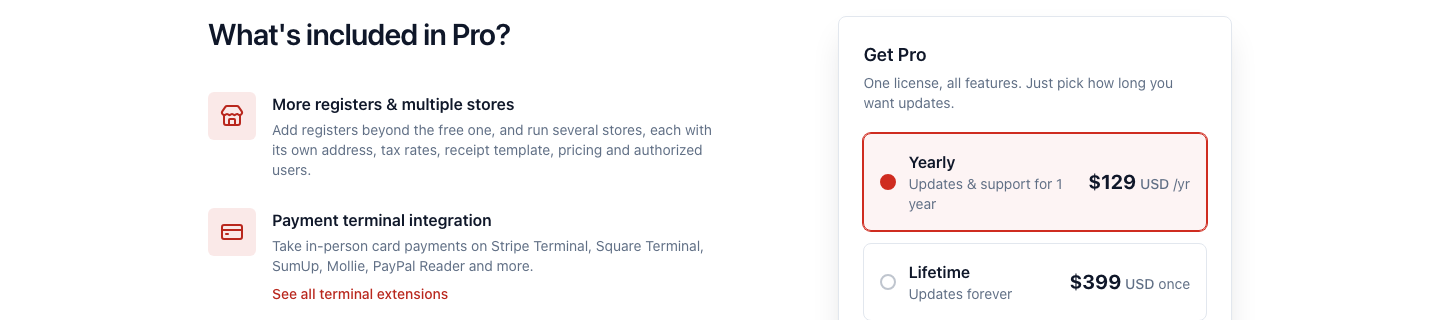 What's included in Pro?
More registers & multiple stores
Add registers beyond the free one, and run several stores, each with
its own address, tax rates, receipt template, pricing and authorized
users.
Payment terminal integration
Take in-person card payments on Stripe Terminal, Square Terminal,
SumUp, Mollie, PayPal Reader and more.
See all terminal extensions
Get Pro
One license, all features. Just pick how long you
want updates.
Yearly
Updates & support for 1
year
$129 USD /yr
Lifetime
Updates forever
$399 USD once